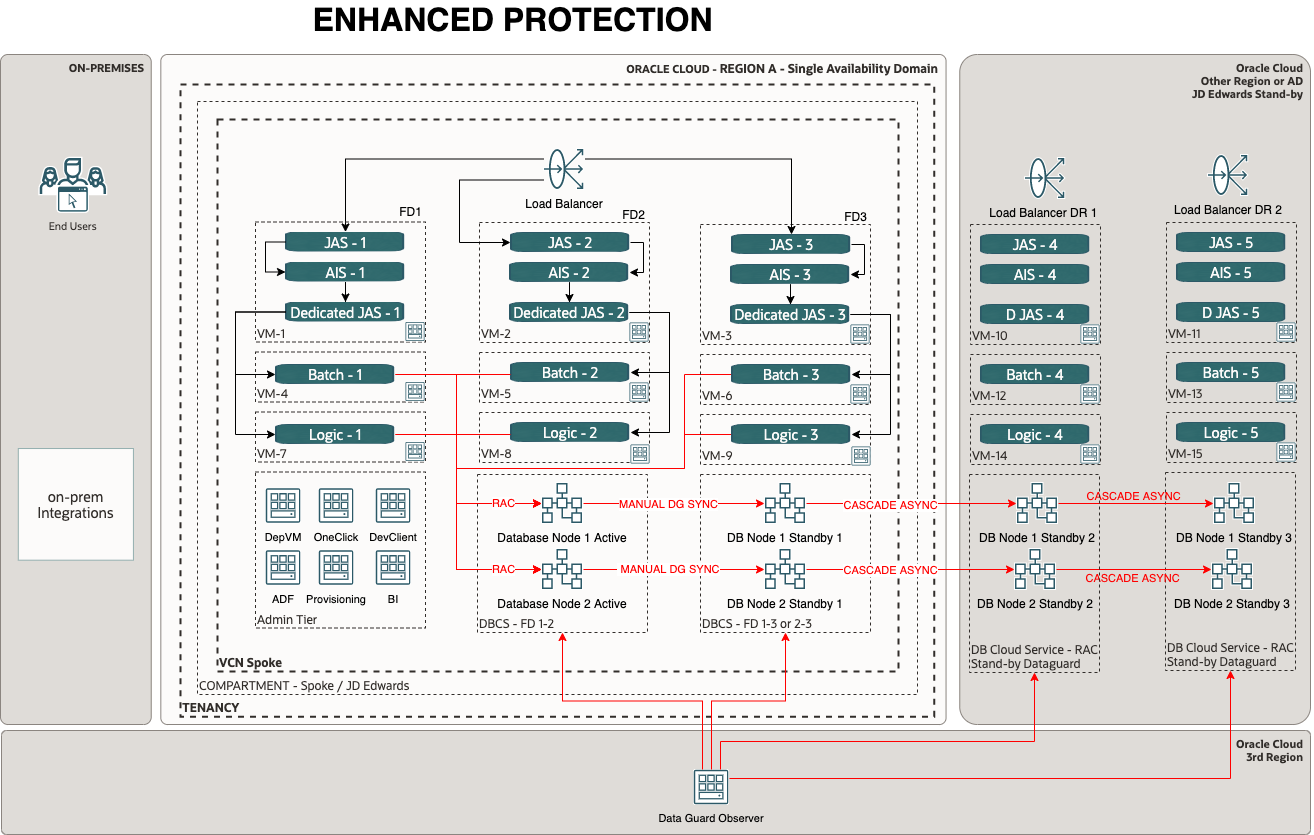 ENHANCED PROTECTION
ON-PREMISES
End Users
on-prem
Integrations
ORACLE CLOUD - REGION A - Single Availability Domain
Load Balancer
FD1
JAS - 1
AIS - 1
Dedicated JAS - 1
VM-1
Batch - 1
VM-4
Logic - 1
VM-7
FD2
JAS - 2
AIS - 2
Dedicated JAS - 2
VM-2
Batch - 2
VM-5
Logic - 2
VM-8
FD3
JAS - 3
AIS - 3
Dedicated JAS - 3
VM-3
Batch - 3
VM-6
Logic - 3
VM-9
DepVM
OneClick
DevClient
ADF
Provisioning
BI
Admin Tier
RAC
Database Node 1 Active
RAC
Database Node 2 Active
DBCS - FD 1-2
MANUAL DG SYNC
MANUAL DG SYNC
DB Node 1 Standby 1
DB Node 2 Standby 1
DBCS - FD 1-3 or 2-3
CASCADE ASYNC
CASCADE ASYNC
VCN Spoke
COMPARTMENT - Spoke / JD Edwards
TENANCY
Oracle Cloud
Other Region or AD
JD Edwards Stand-by
Load Balancer DR 1
JAS - 4
AIS - 4
D JAS - 4
VM-10
Batch - 4
VM-12
Logic - 4
VM-14
DB Node 1 Standby 2
DB Node 2 Standby 2
DB Cloud Service - RAC
Stand-by Dataguard
CASCADE ASYNC
CASCADE ASYNC
Load Balancer DR 2
JAS - 5
AIS - 5
D JAS - 5
VM-11
Batch - 5
VM-13
Logic - 5
VM-15
DB Node 1 Standby 3
DB Node 2 Standby 3
DB Cloud Service - RAC
Stand-by Dataguard
Oracle Cloud
3rd Region
Data Guard Observer